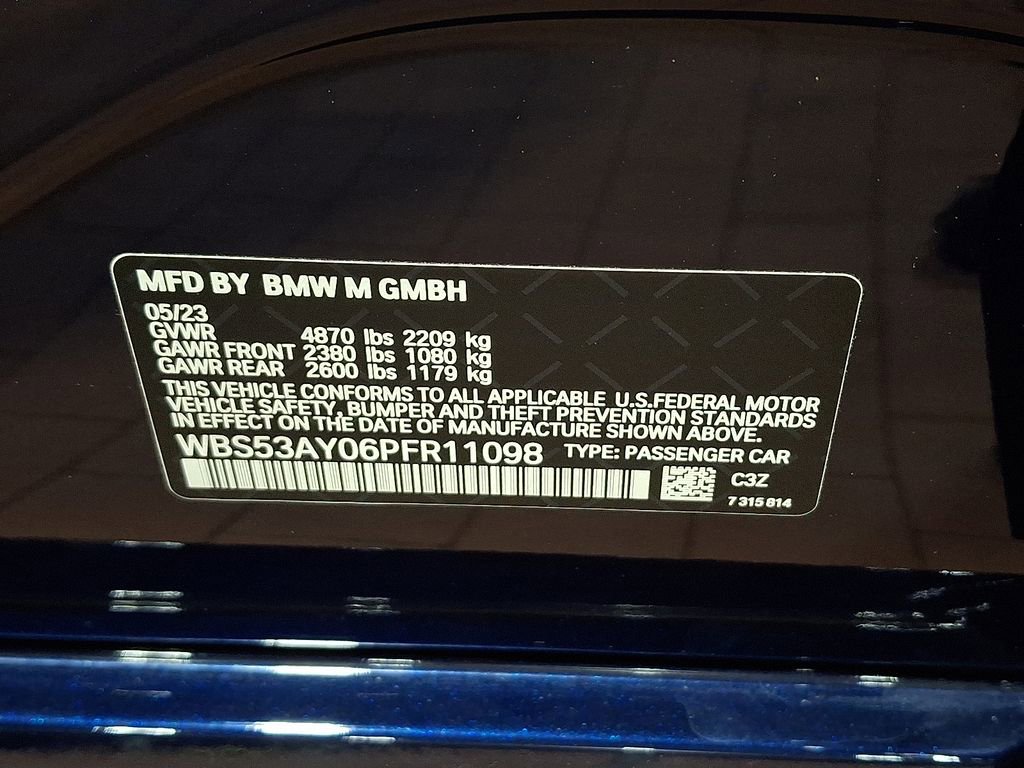 MFD BY BMW M GMBH
05/23
GVWR 4870 lbs 2209 kg
GAWR FRONT 2380 lbs 1080 kg
GAWR REAR 2600 lbs 1179 kg
THIS VEHICLE CONFORMS TO ALL APPLICABLE U.S.FEDERAL MOTOR
VEHICLE SAFETY, BUMPER AND THEFT PREVENTION STANDARDS
IN EFFECT ON THE DATE OF MANUFACTURE SHOWN ABOVE.
WBS53AY06PFR11098 TYPE: PASSENGER CAR
C3Z
7 315 814